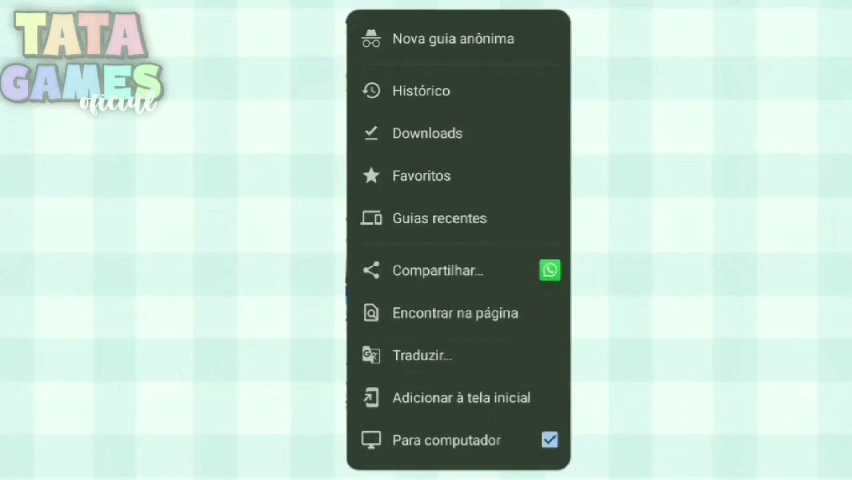 TATA
GAMES
oficial
Nova guia anônima
Histórico
Downloads
Favoritos
Guias recentes
Compartilhar...
Encontrar na página
Traduzir...
Adicionar à tela inicial
Para computador